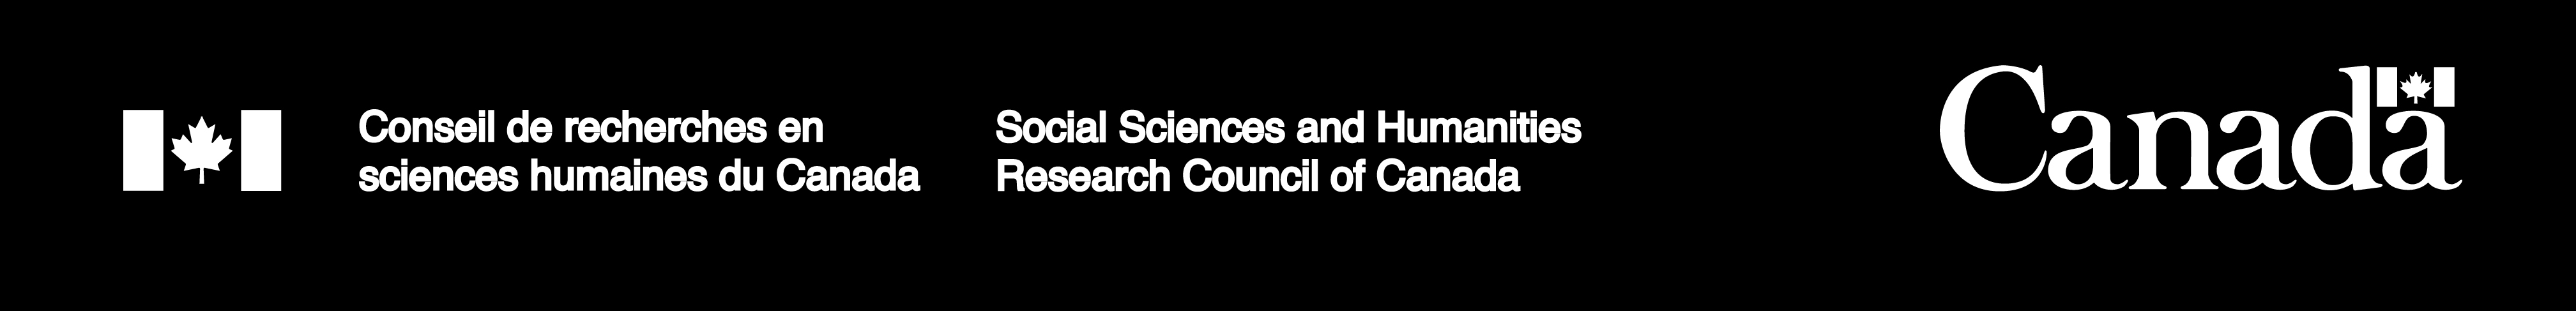 Conseil de recherches en
sciences humaines du Canada
Social Sciences and Humanities
Research Council of Canada
Canada